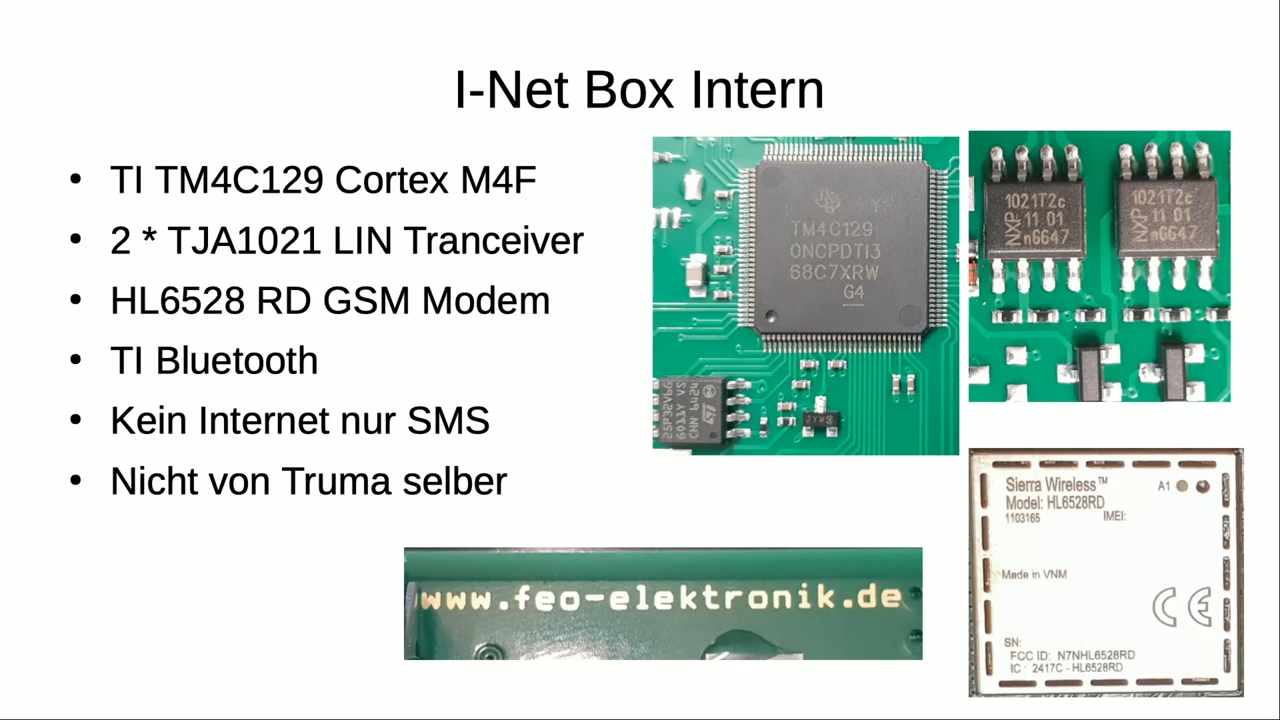 I-Net Box Intern
• TI TM4C129 Cortex M4F
• 2 * TJA1021 LIN Tranceiver
• HL6528 RD GSM Modem
• TI Bluetooth
• Kein Internet nur SMS
• Nicht von Truma selber
TM4C129
0NCPDTI3
68C7XRW
G4
JYWS
1021T2c
11 01
n6647
NXP
1021T2c
11 01
n6647
NXP
Sierra Wireless™
Model: HL6528RD
A1
1103165 IMEI:
Made in VNM
CE
SN:
FCC ID: N7NHL6528RD
IC : 2417C - HL6528RD
www.feo-elektronik.de